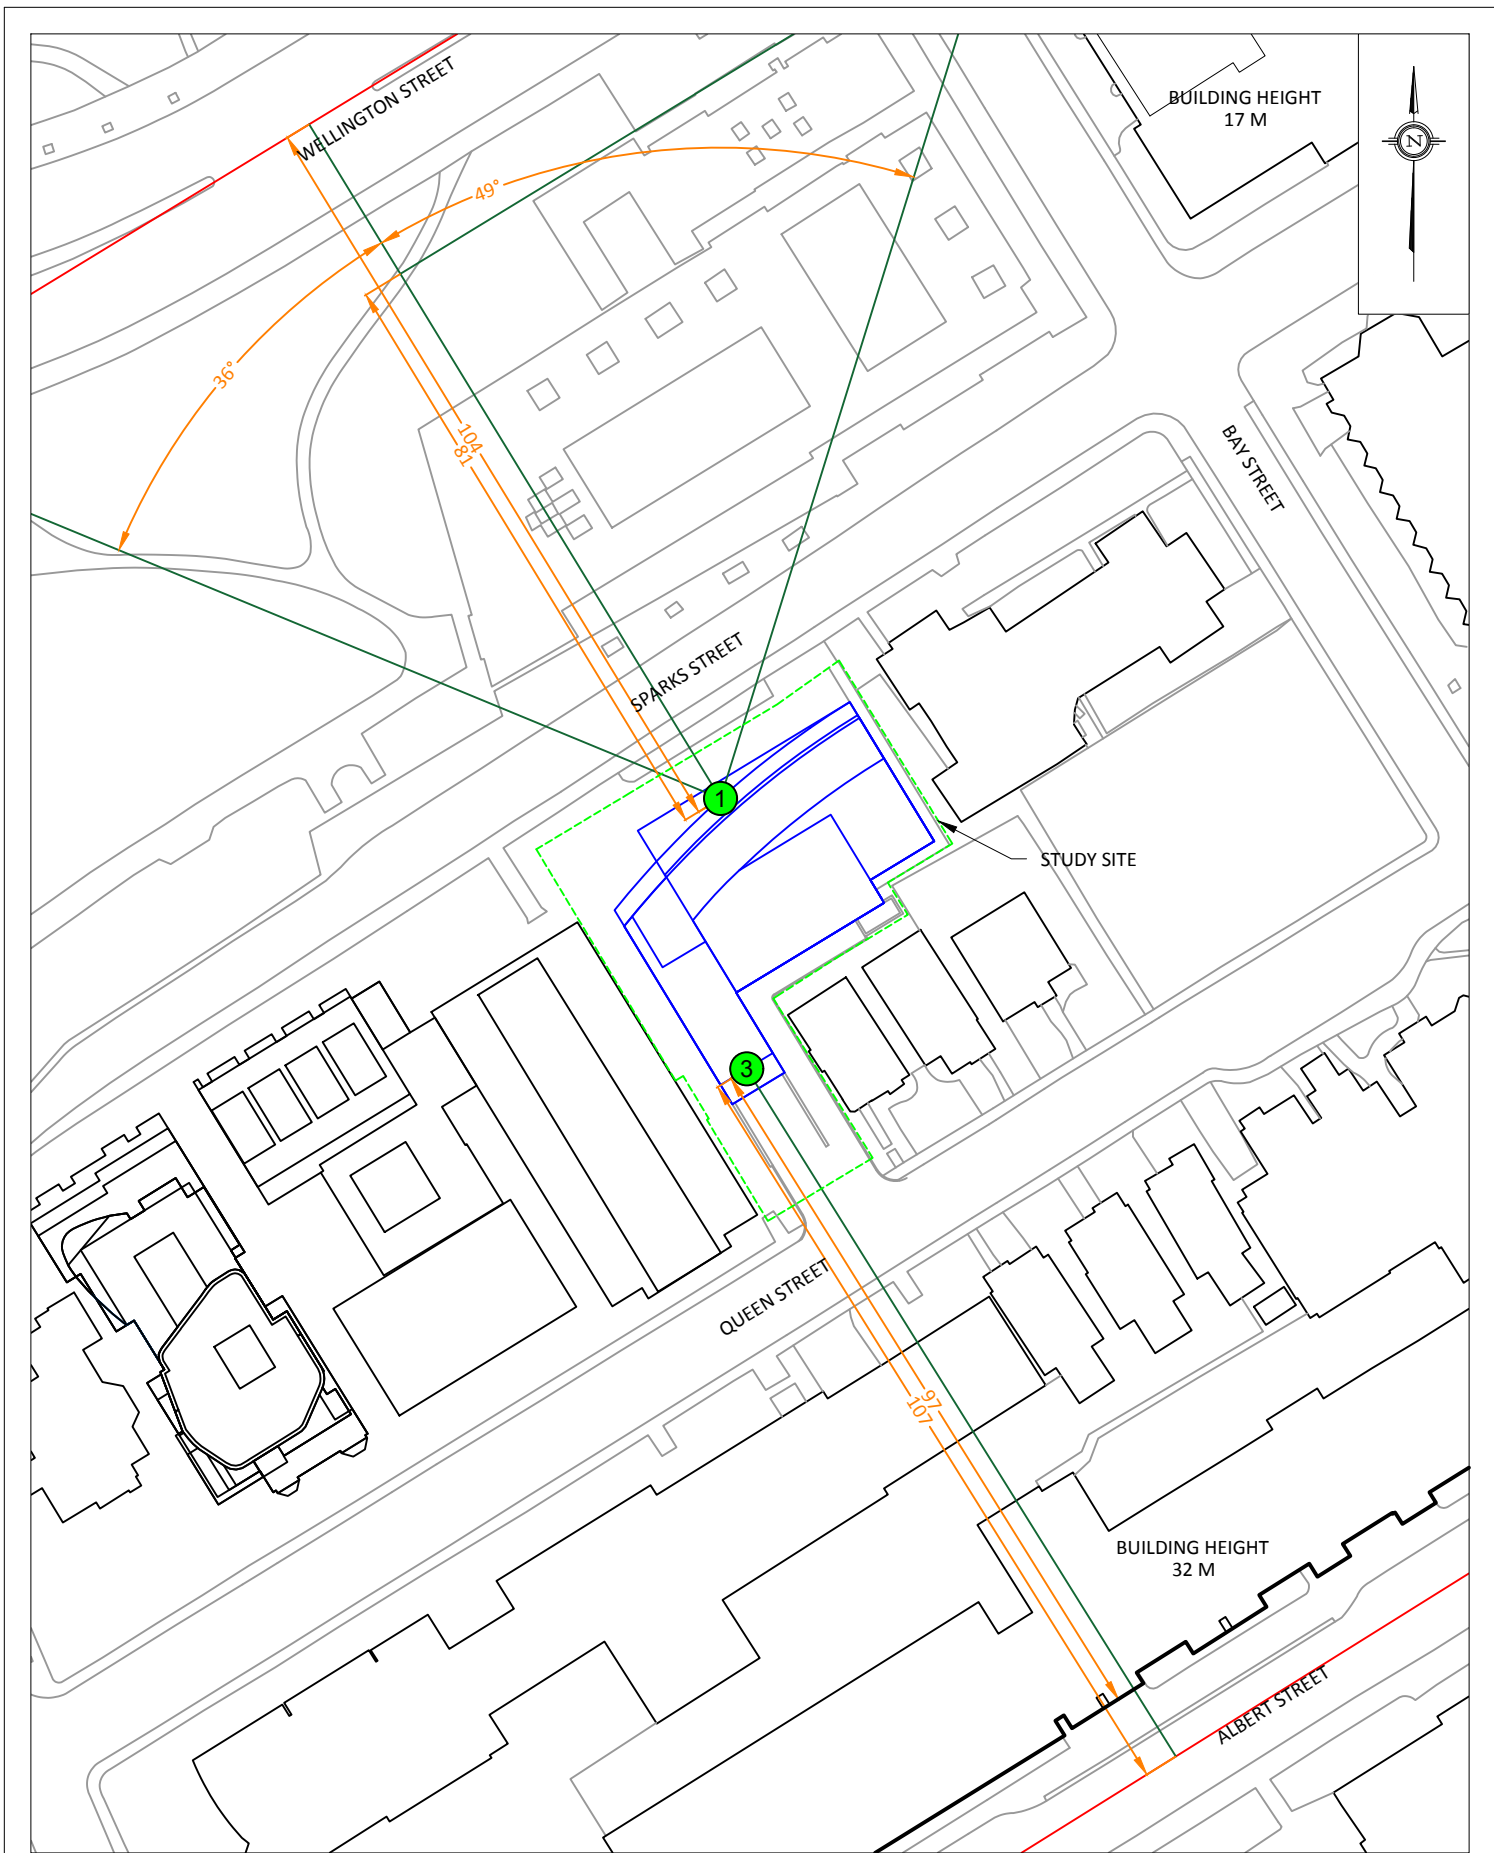 WELLINGTON STREET
BUILDING HEIGHT
17 M
N
49°
36°
104
81
BAY STREET
SPARKS STREET
1
STUDY SITE
3
QUEEN STREET
97
107
BUILDING HEIGHT
32 M
ALBERT STREET